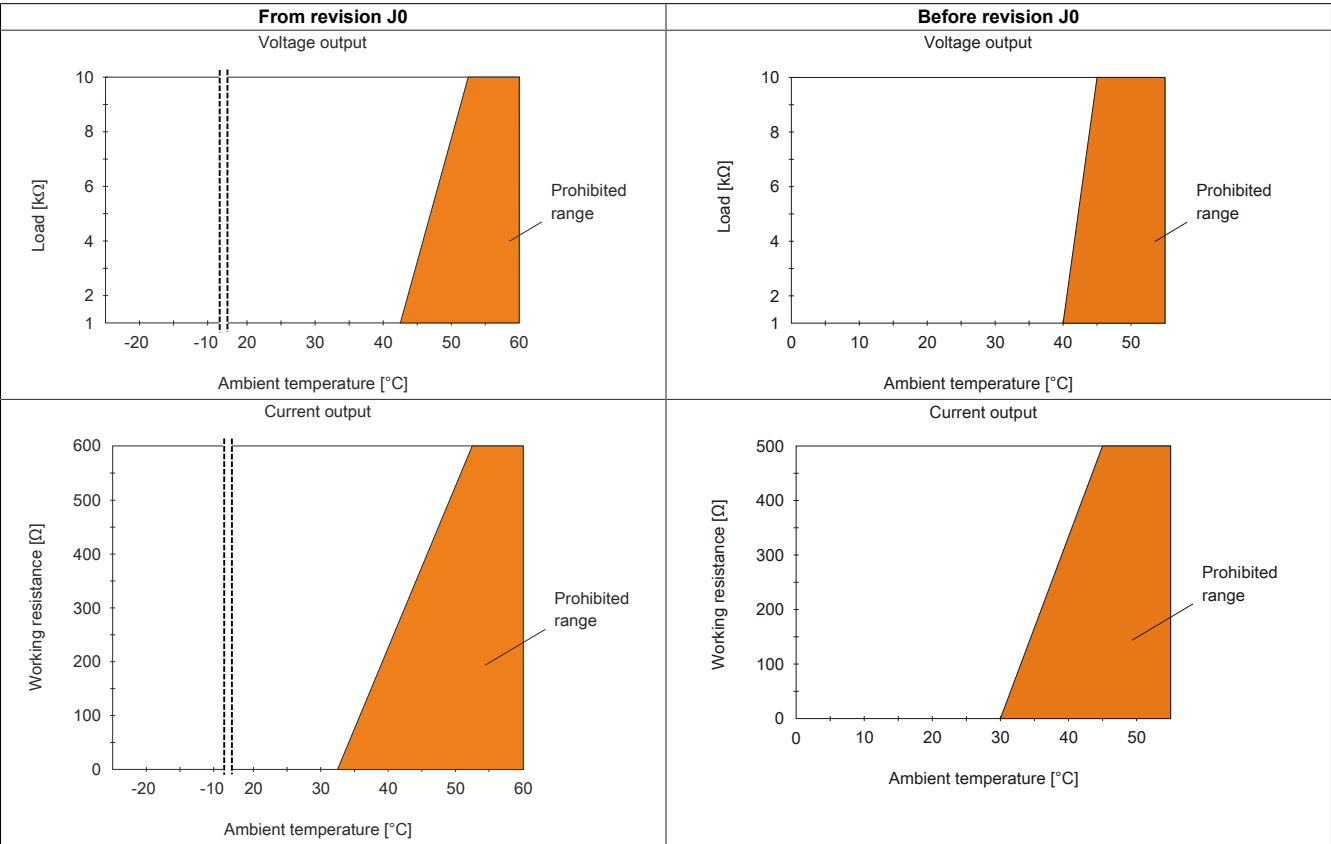 From revision J0
Before revision J0
Voltage output
10
8
6
4
2
1
Load [kΩ]
-20 -10 20 30 40 50 60
Ambient temperature [°C]
Prohibited
range
Voltage output
10
8
6
4
2
1
Load [kΩ]
0 10 20 30 40 50
Ambient temperature [°C]
Prohibited
range
Current output
600
500
400
300
200
100
0
Working resistance [Ω]
-20 -10 20 30 40 50 60
Ambient temperature [°C]
Prohibited
range
Current output
500
400
300
200
100
0
Working resistance [Ω]
0 10 20 30 40 50
Ambient temperature [°C]
Prohibited
range